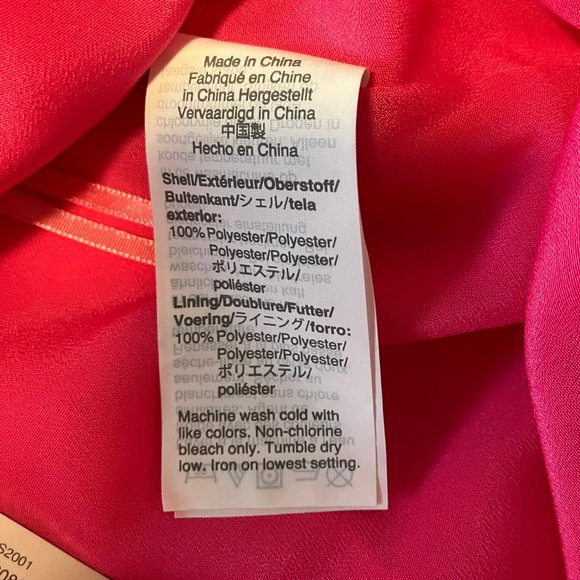 Made in China
Fabriqué en Chine
in China Hergestellt
Vervaardigd in China
中国製
Hecho en China
Shell/Extérieur/Oberstoff/
Buitenkant/シェル/tela
exterior:
100% Polyester/Polyester/
Polyester/Polyester/
ポリエステル/
poliéster
Lining/Doublure/Futter/
Voering/ライニング/forro:
100% Polyester/Polyester/
Polyester/Polyester/
ポリエステル/
poliéster
Machine wash cold with
like colors. Non-chlorine
bleach only. Tumble dry
low. Iron on lowest setting.
S2001